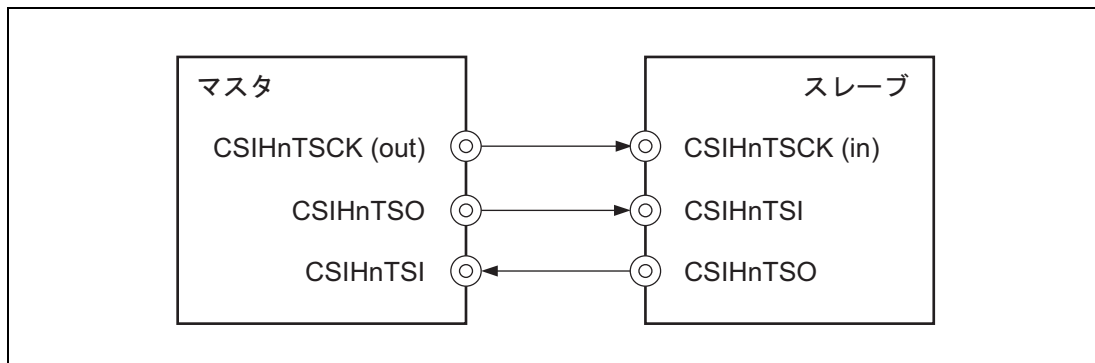 マスタ
スレーブ
CSIHnTSCK (out)
CSIHnTSCK (in)
CSIHnTSO
CSIHnTSI
CSIHnTSI
CSIHnTSO